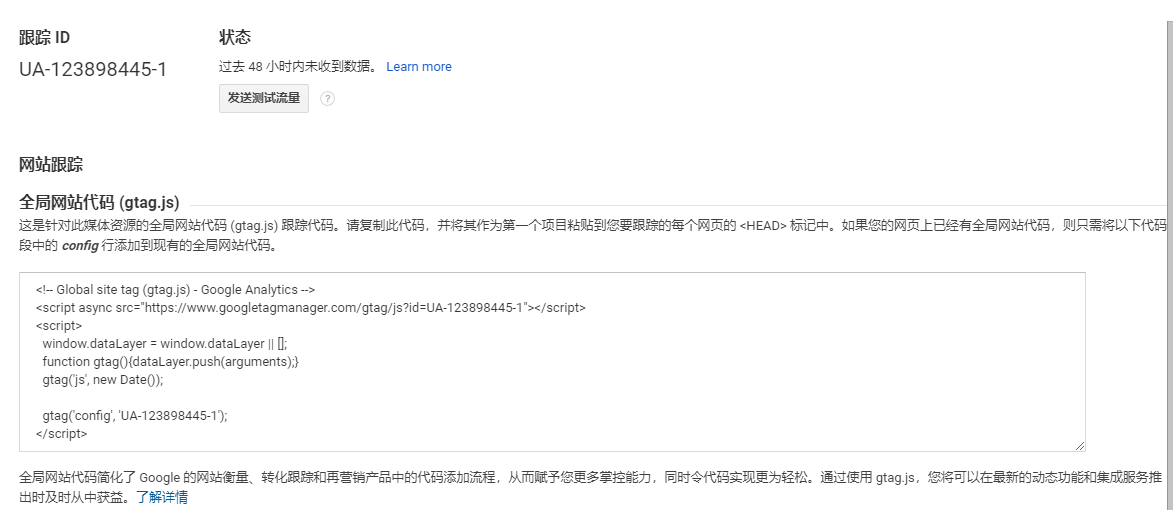 跟踪 ID
状态
UA-123898445-1
过去 48 小时内未收到数据。 Learn more
发送测试流量 ?
网站跟踪
全局网站代码 (gtag.js)
这是针对此媒体资源的全局网站代码 (gtag.js) 跟踪代码。请复制此代码，并将其作为第一个项目粘贴到您要跟踪的每个网页的 <HEAD> 标记中。如果您的网页上已经有全局网站代码，则只需将以下代码
段中的 config 行添加到现有的全局网站代码。
<!-- Global site tag (gtag.js) - Google Analytics -->
<script async src="https://www.googletagmanager.com/gtag/js?id=UA-123898445-1"></script>
<script>
window.dataLayer = window.dataLayer || [];
function gtag(){dataLayer.push(arguments);}
gtag('js', new Date());
gtag('config', 'UA-123898445-1');
</script>
全局网站代码简化了 Google 的网站衡量、转化跟踪和再营销产品中的代码添加流程，从而赋予您更多掌控能力，同时令代码实现更为轻松。通过使用 gtag.js，您将可以在最新的动态功能和集成服务推
出时及时从中获益。了解详情